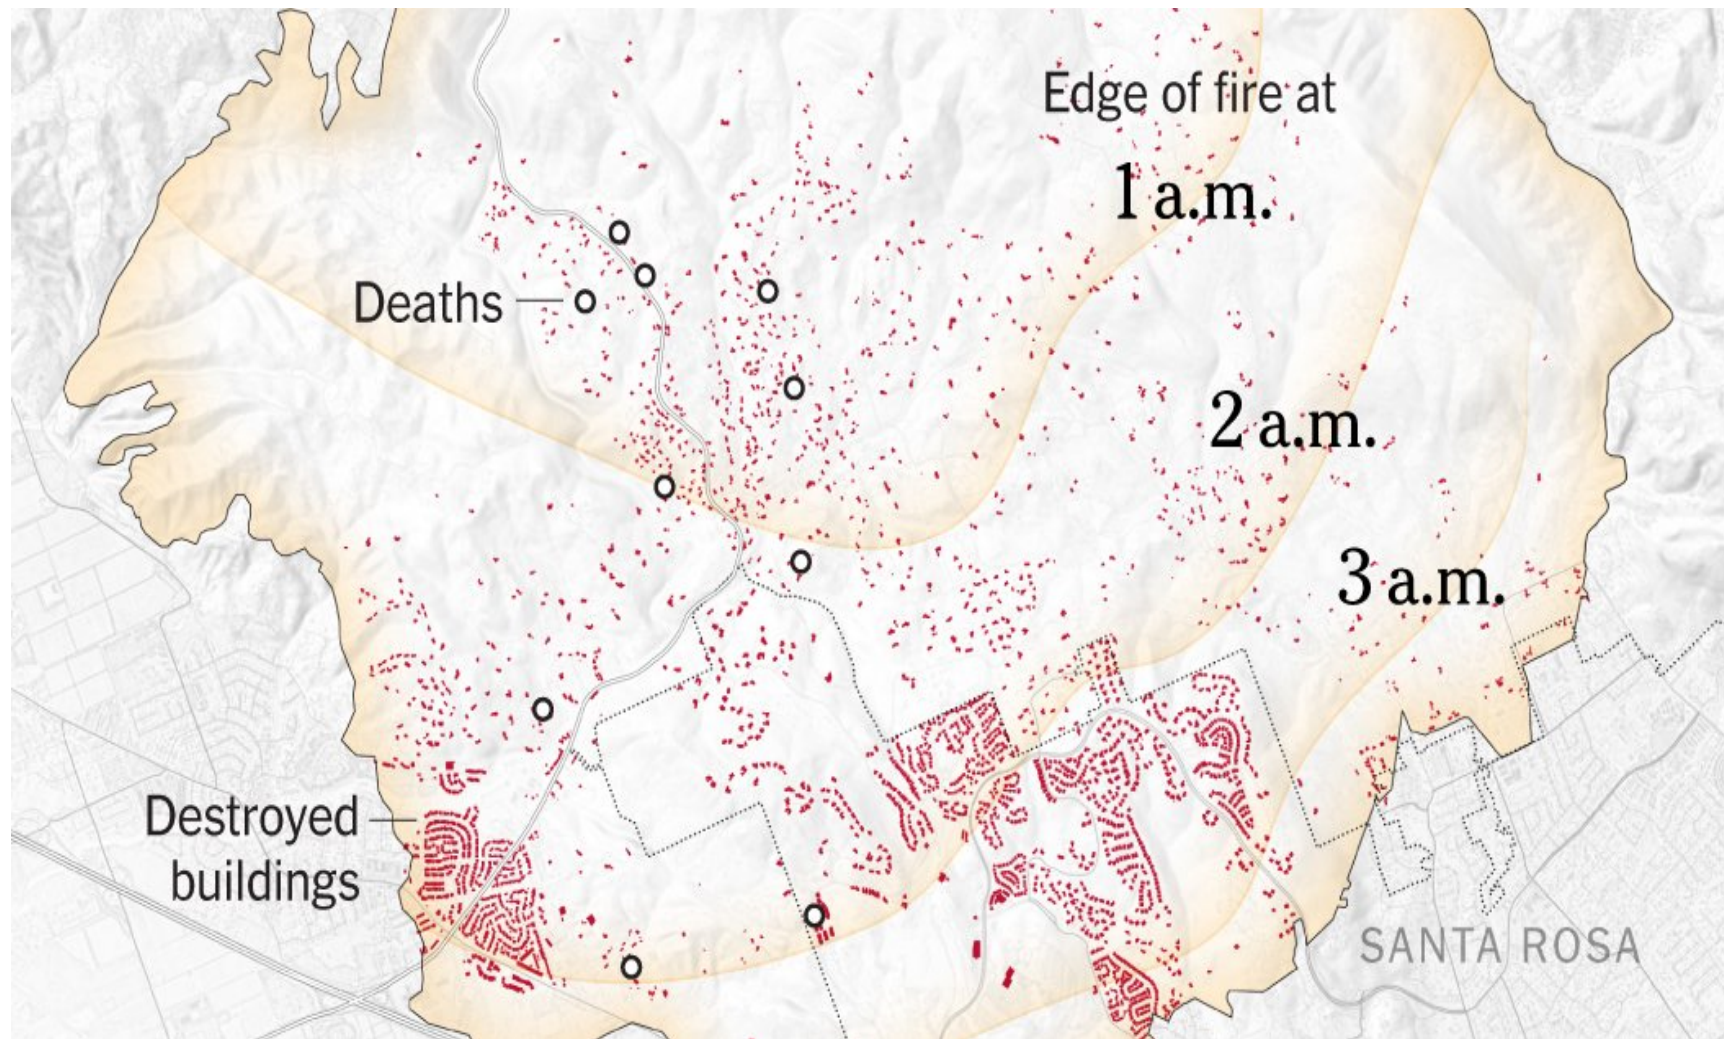 Edge of fire at
1 a.m.
Deaths
2 a.m.
3 a.m.
Destroyed
buildings
SANTA ROSA